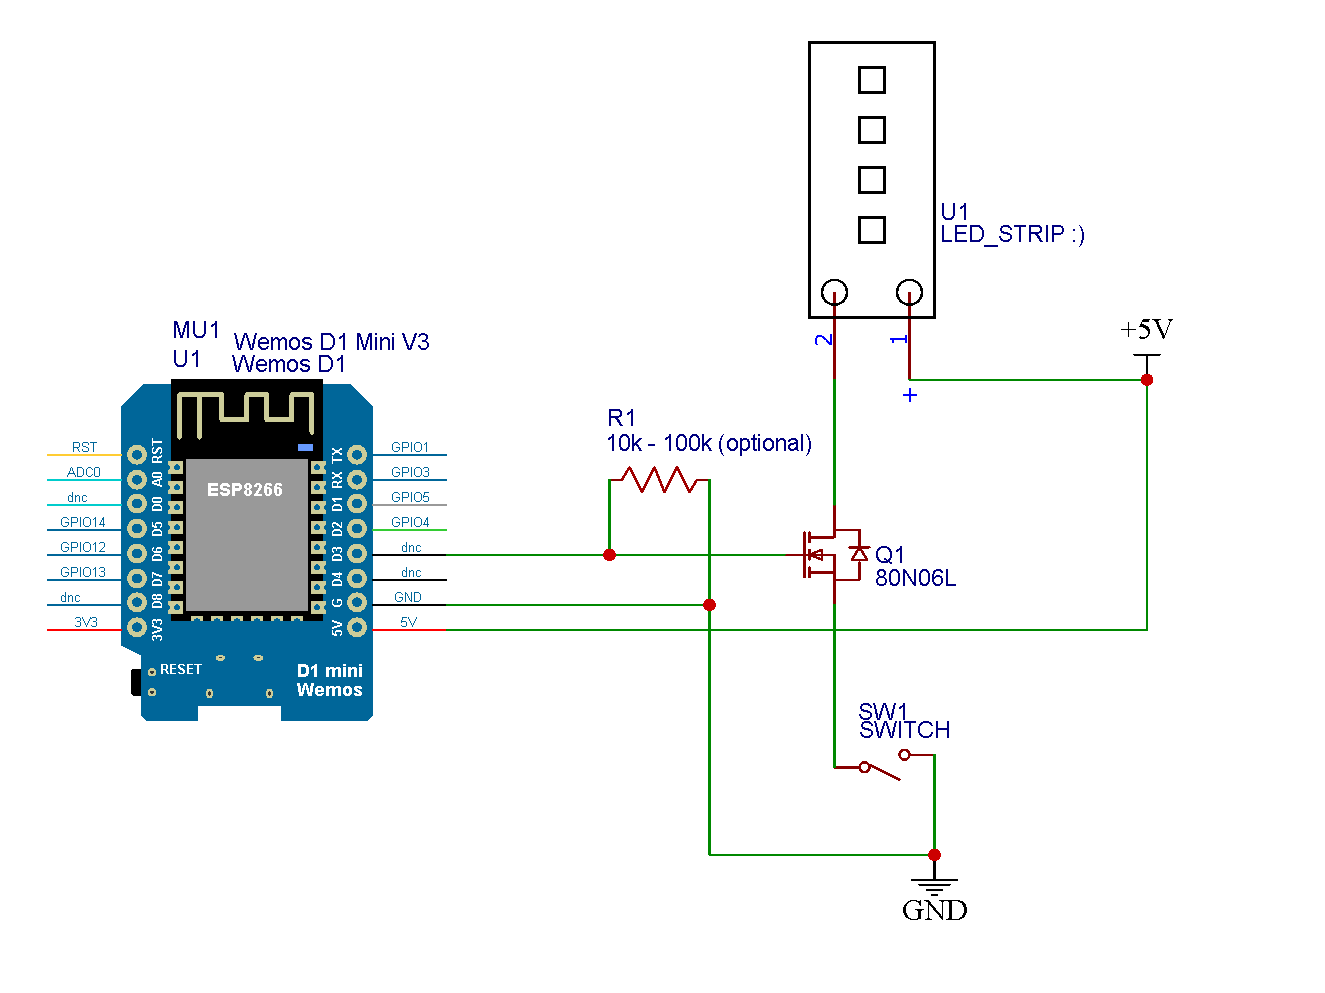 U1
LED_STRIP :)
2
1
+
+5V
MU1
Wemos D1 Mini V3
U1
Wemos D1
R1
10k - 100k (optional)
RST
ADC0
dnc
GPIO14
GPIO12
GPIO13
dnc
3V3
RST
A0
D0
D5
D6
D7
D8
3V3
ESP8266
TX
RX
D1
D2
D3
D4
G
5V
GPIO1
GPIO3
GPIO5
GPIO4
dnc
dnc
GND
5V
RESET
D1 mini
Wemos
Q1
80N06L
SW1
SWITCH
GND